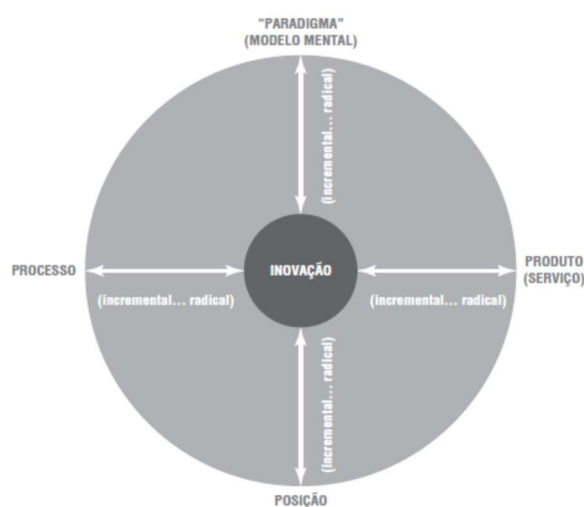 “PARADIGMA”
(MODELO MENTAL)
(incremental... radical)
PROCESSO
INOVAÇÃO
PRODUTO
(SERVIÇO)
(incremental... radical)
(incremental... radical)
(incremental... radical)
POSIÇÃO